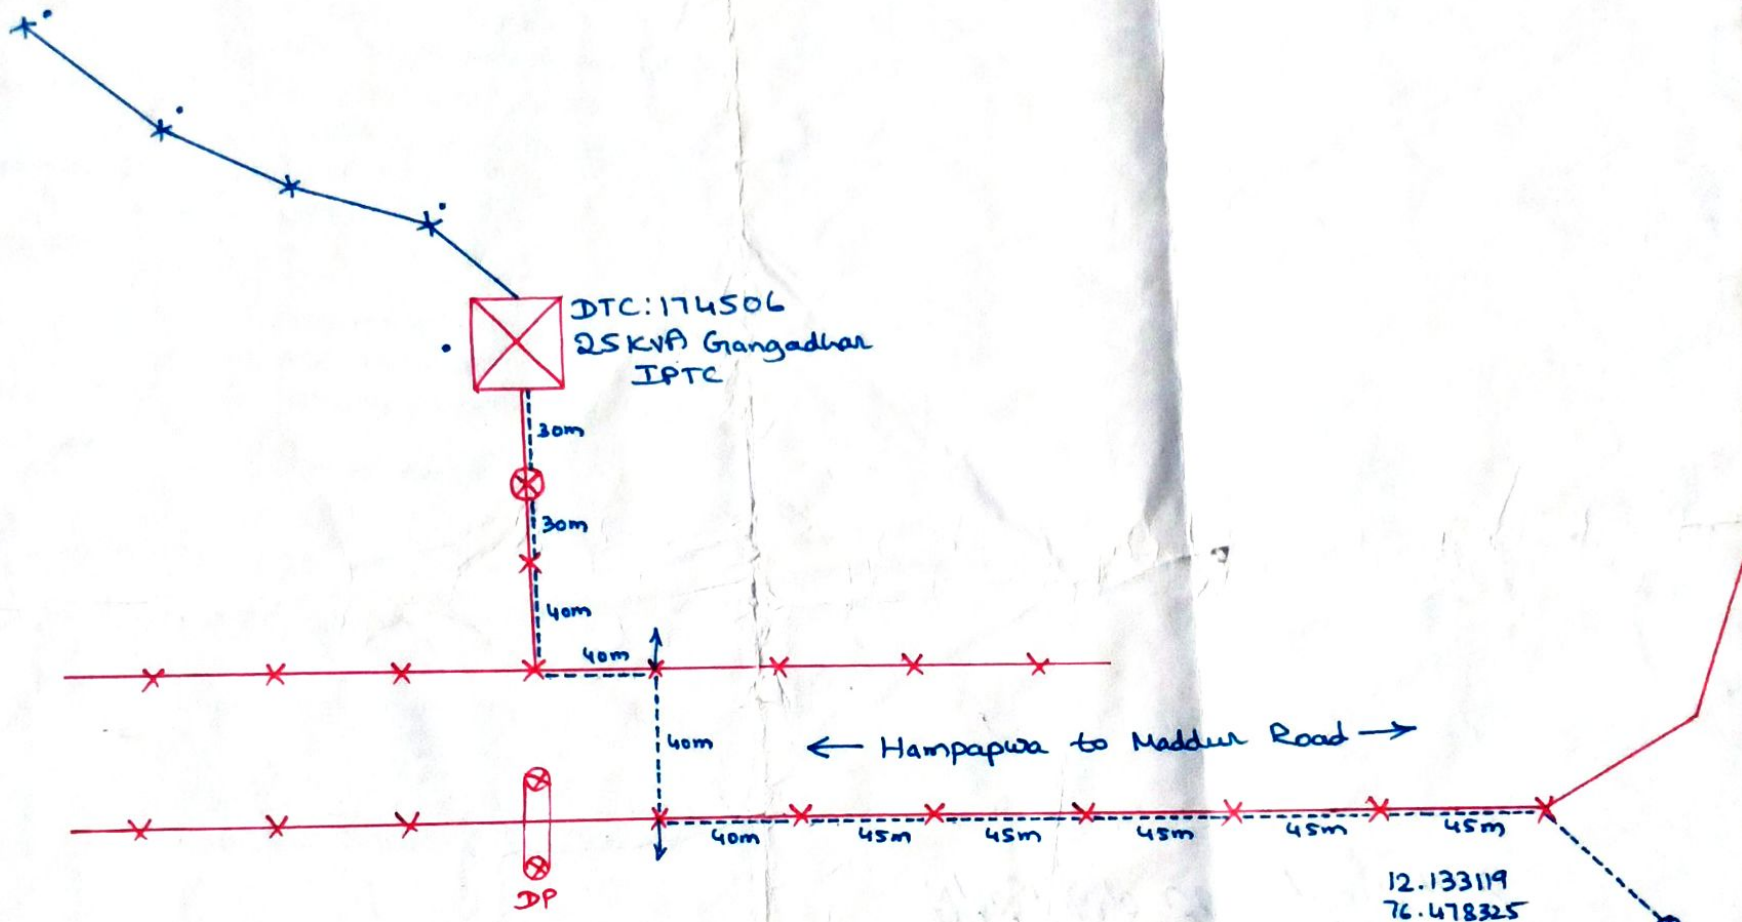 DTC:174506
25KVA Gangadhar
IPTC
30m
30m
40m
40m
40m
← Hampapura to Maddur Road →
40m
45m
45m
45m
45m
45m
DP
12.133119
76.478325